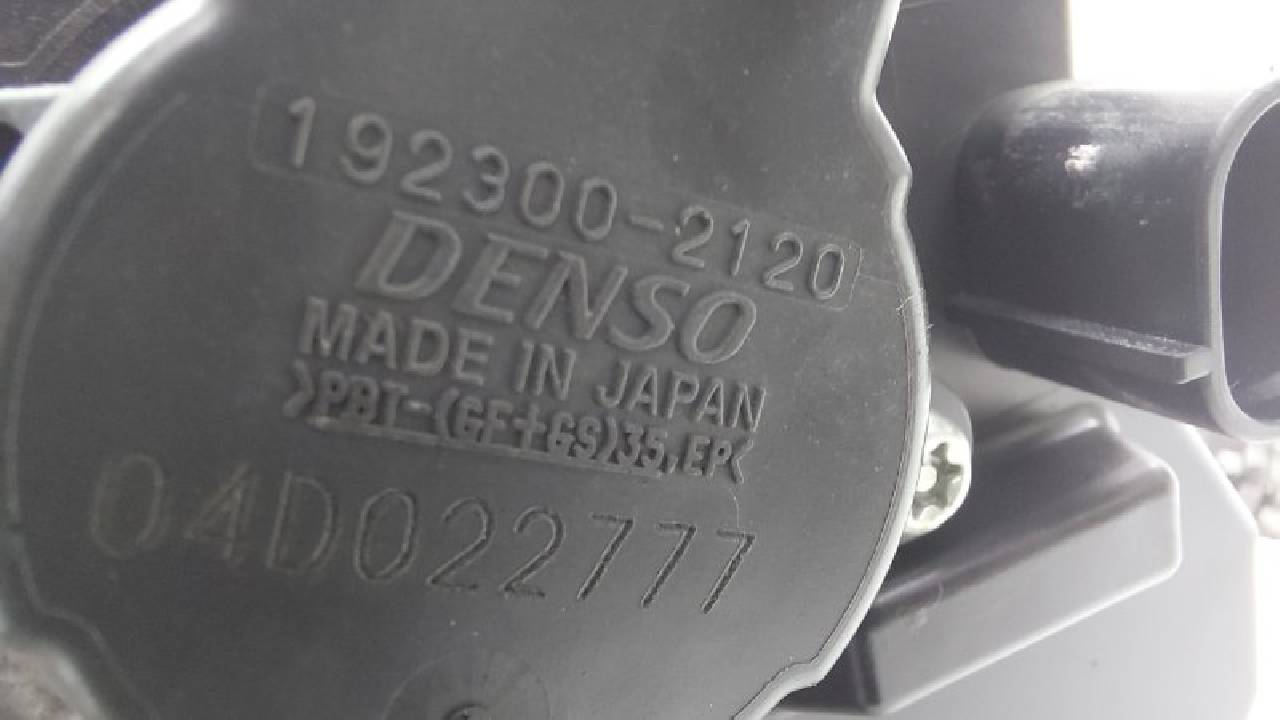 192300-2120
DENSO
MADE IN JAPAN
>PBT-(GF+GS)35,EP<
04D022777